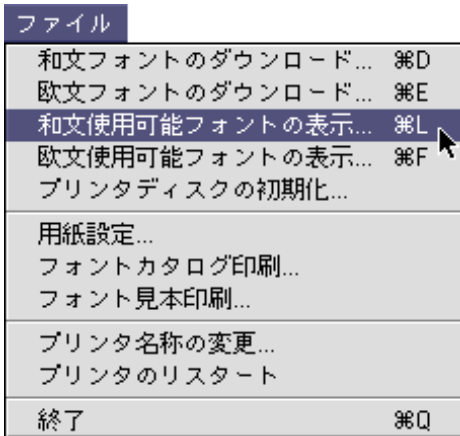 ファイル
和文フォントのダウンロード... ⌘D
欧文フォントのダウンロード... ⌘E
和文使用可能フォントの表示... ⌘L
欧文使用可能フォントの表示... ⌘F
プリンタディスクの初期化...
用紙設定...
フォントカタログ印刷...
フォント見本印刷...
プリンタ名称の変更...
プリンタのリスタート
終了 ⌘Q